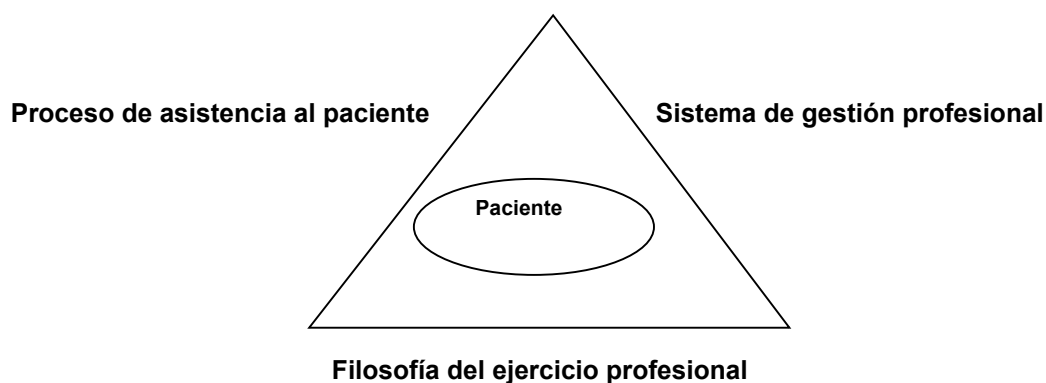 Proceso de asistencia al paciente
Sistema de gestión profesional
Paciente
Filosofía del ejercicio profesional